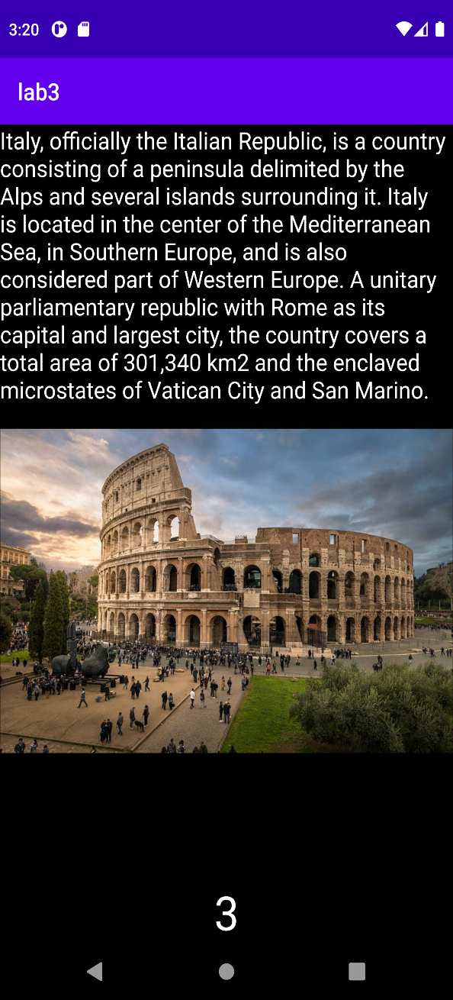 3:20
lab3
Italy, officially the Italian Republic, is a country
consisting of a peninsula delimited by the
Alps and several islands surrounding it. Italy
is located in the center of the Mediterranean
Sea, in Southern Europe, and is also
considered part of Western Europe. A unitary
parliamentary republic with Rome as its
capital and largest city, the country covers a
total area of 301,340 km2 and the enclaved
microstates of Vatican City and San Marino.
3